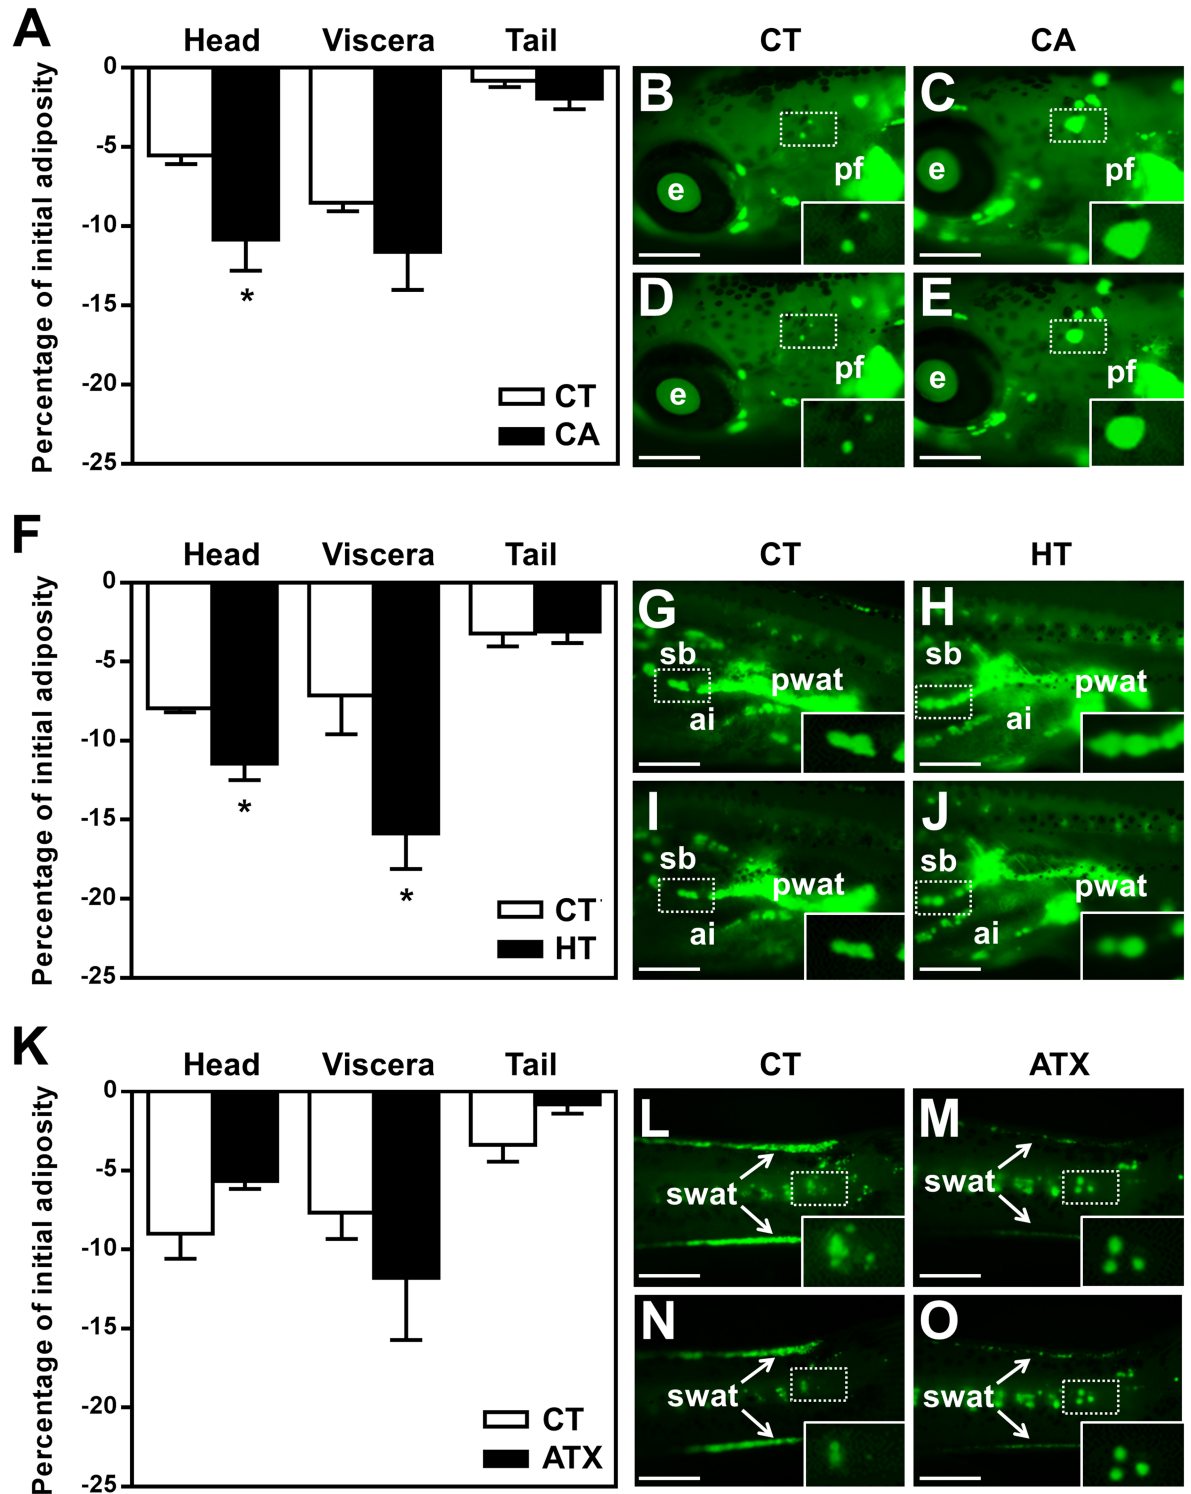 A
Head Viscera Tail
Percentage of initial adiposity
0
-5
-10
-15
-20
-25
*
CT
CA
CT CA
B
e
pf
C
e
pf
D
e
pf
E
e
pf
F
Head Viscera Tail
Percentage of initial adiposity
0
-5
-10
-15
-20
-25
*
*
CT
HT
CT HT
G
sb
pwat
ai
H
sb
pwat
ai
I
sb
pwat
ai
J
sb
pwat
ai
K
Head Viscera Tail
Percentage of initial adiposity
0
-5
-10
-15
-20
-25
CT
ATX
CT ATX
L
swat
M
swat
N
swat
O
swat